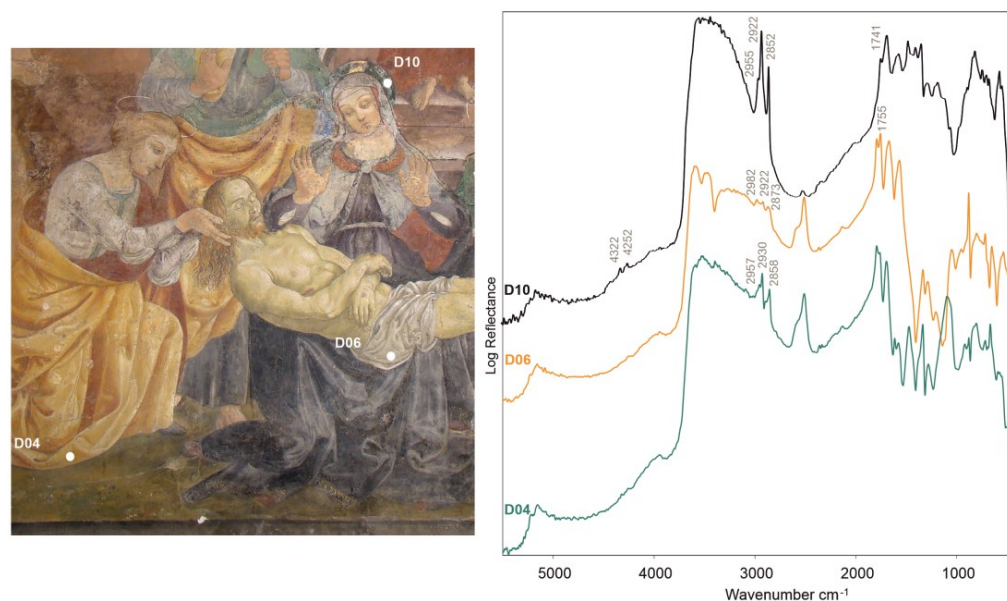 D10
D06
D04
Log Reflectance
2955
2922
2852
1741
1755
2982
2922
2873
4322
4252
2957
2930
2858
D10
D06
D04
5000
4000
3000
2000
1000
Wavenumber cm⁻¹